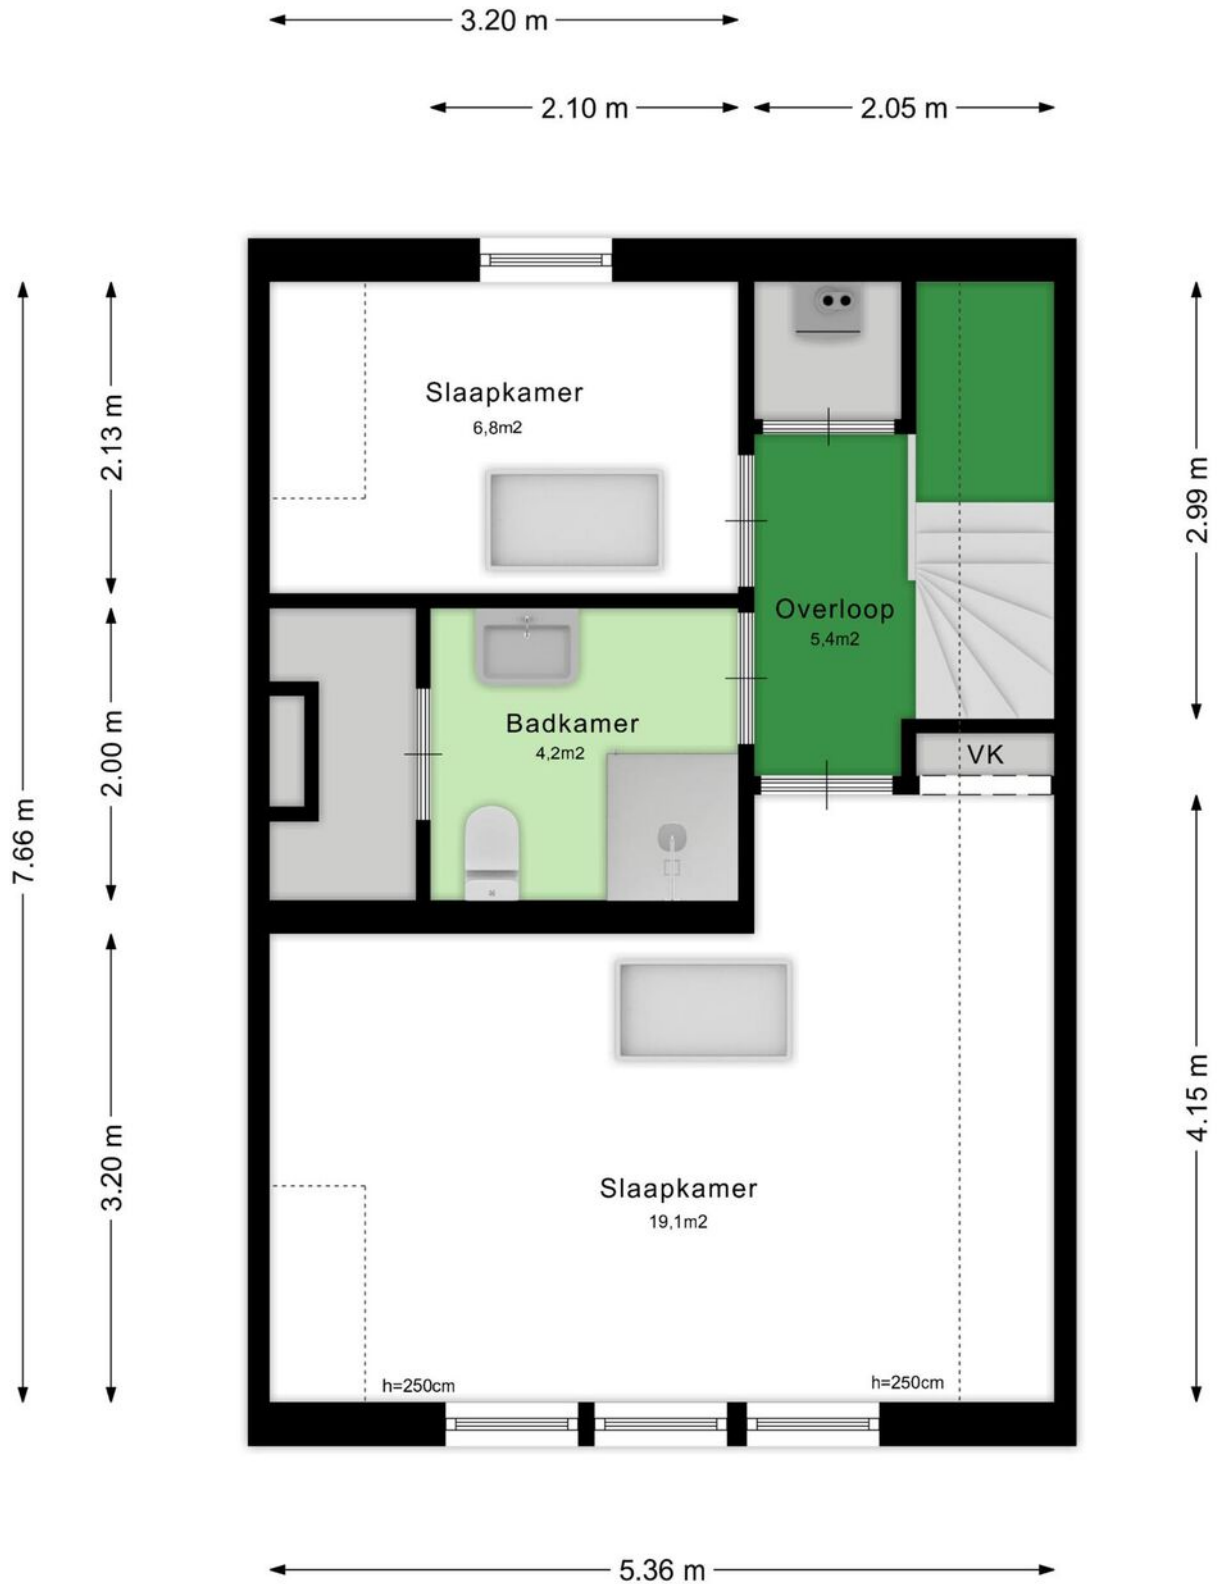 3.20 m
2.10 m
2.05 m
Slaapkamer
6,8m2
2.13 m
2.99 m
Overloop
5,4m2
Badkamer
4,2m2
VK
2.00 m
7.66 m
3.20 m
4.15 m
Slaapkamer
19,1m2
h=250cm
h=250cm
5.36 m